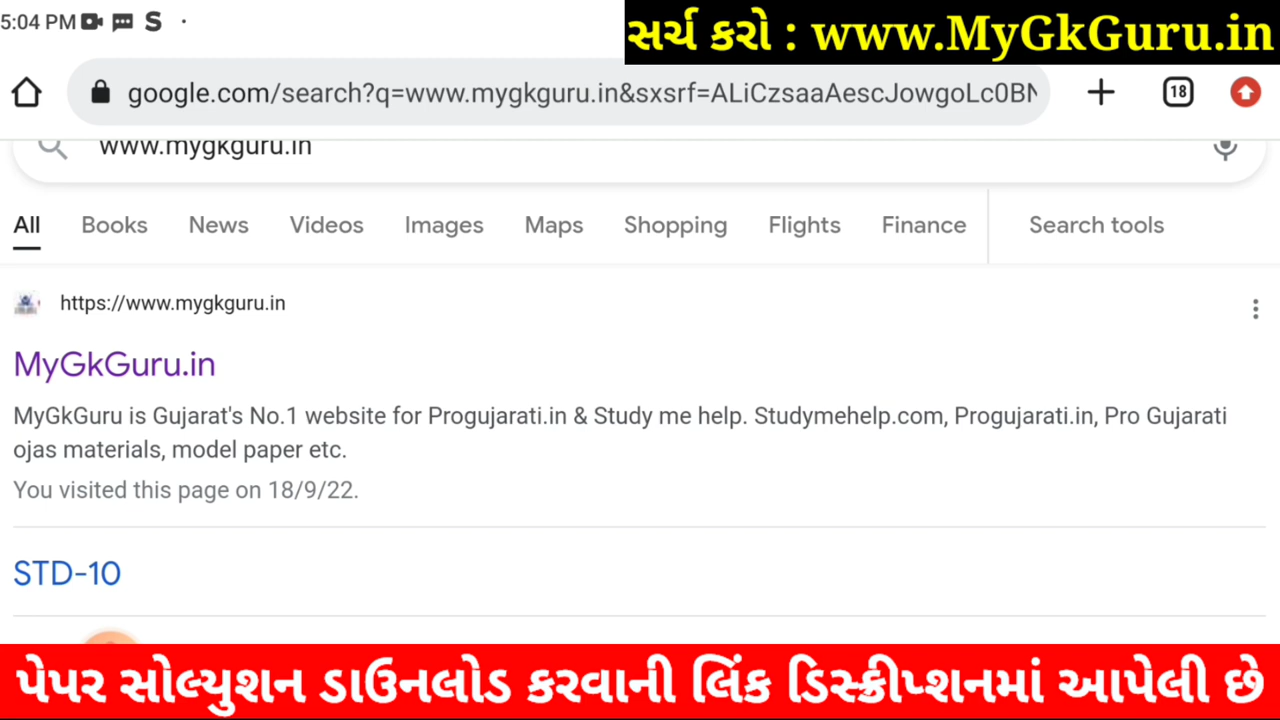 5:04 PM S
સર્ચ કરો : www.MyGkGuru.in
google.com/search?q=www.mygkguru.in&sxsrf=ALiCzsaaAescJowgoLc0BN
18
www.mygkguru.in
All Books News Videos Images Maps Shopping Flights Finance Search tools
https://www.mygkguru.in
MyGkGuru.in
MyGkGuru is Gujarat's No.1 website for Progujarati.in & Study me help. Studymehelp.com, Progujarati.in, Pro Gujarati
ojas materials, model paper etc.
You visited this page on 18/9/22.
STD-10
પેપર સોલ્યુશન ડાઉનલોડ કરવાની લિંક ડિસ્ક્રીપ્શનમાં આપેલી છે